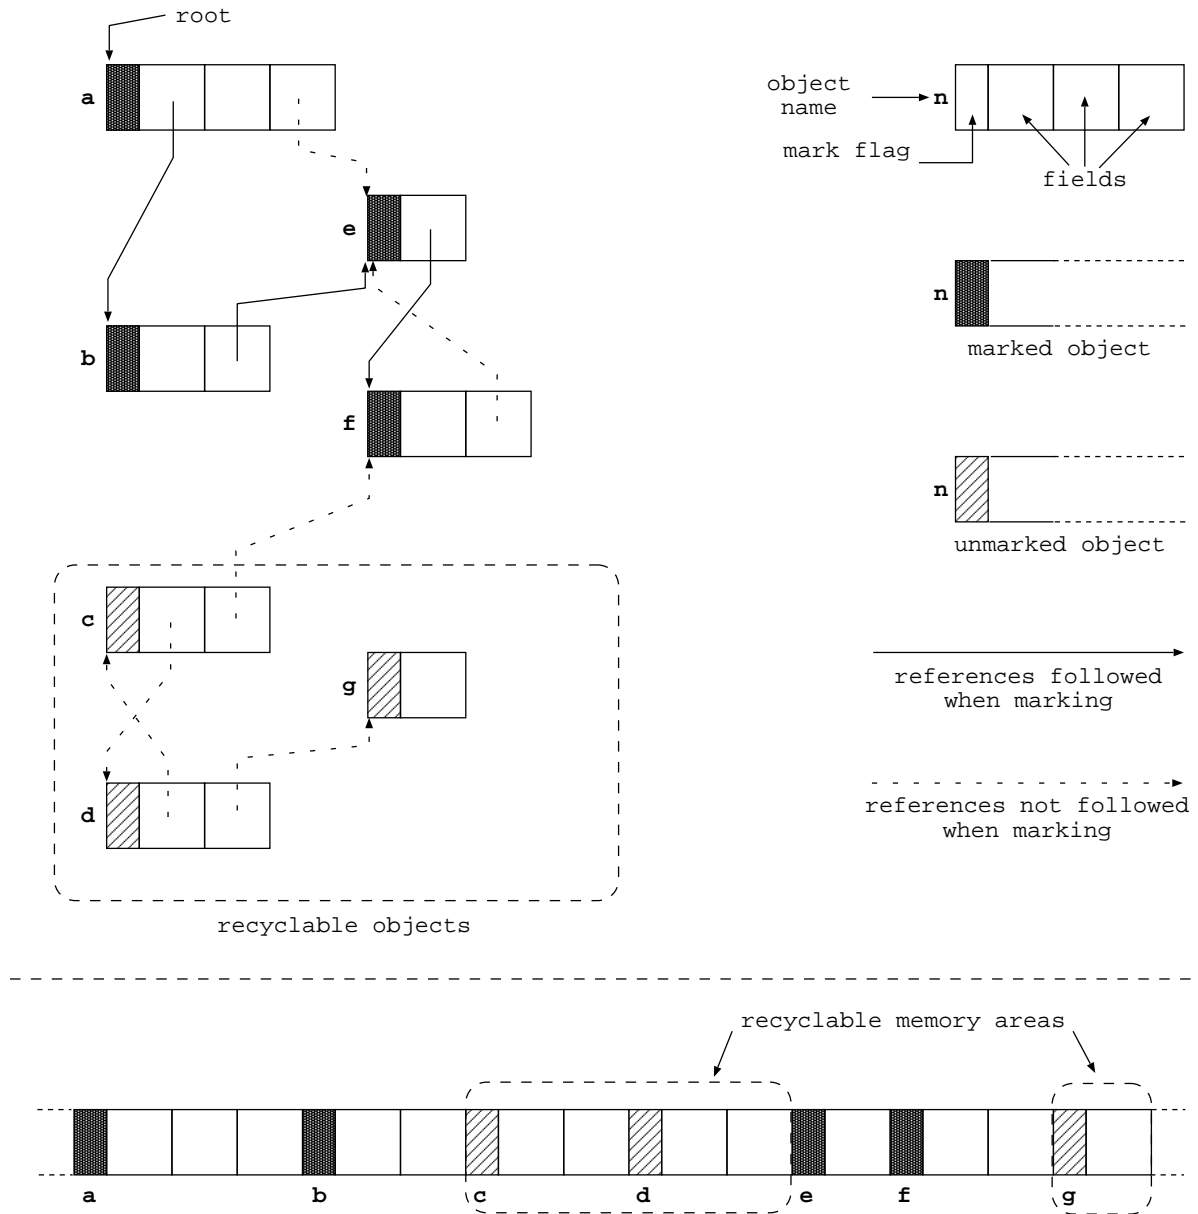 root
a
object
name
n
mark flag
fields
e
n
b
marked object
f
n
unmarked object
c
g
references followed
when marking
d
references not followed
when marking
recyclable objects
recyclable memory areas
a b c d e f g